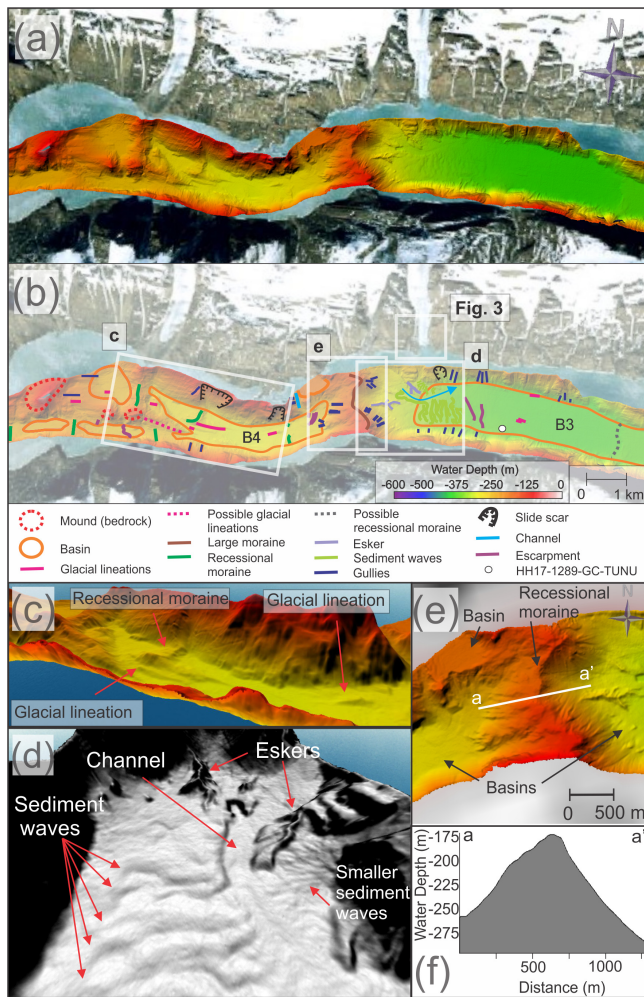 (a)
N
(b)
c
Fig. 3
e
d
B4
B3
Water Depth (m)
-600 -500 -375 -250 -125 0
0 1 km
Mound (bedrock)
Possible glacial lineations
Possible recessional moraine
Slide scar
Basin
Large moraine
Esker
Channel
Glacial lineations
Recessional moraine
Sediment waves
Escarpment
Gullies
HH17-1289-GC-TUNU
(c)
Recessional moraine
Glacial lineation
Glacial lineation
(d)
Channel
Eskers
Sediment
waves
Smaller
sediment
waves
(e)
Recessional
moraine
Basin
N
a
a'
Basins
0 500 m
a
a'
-175
-200
-225
-250
-275
Water Depth (m)
500 1000
Distance (m)
(f)